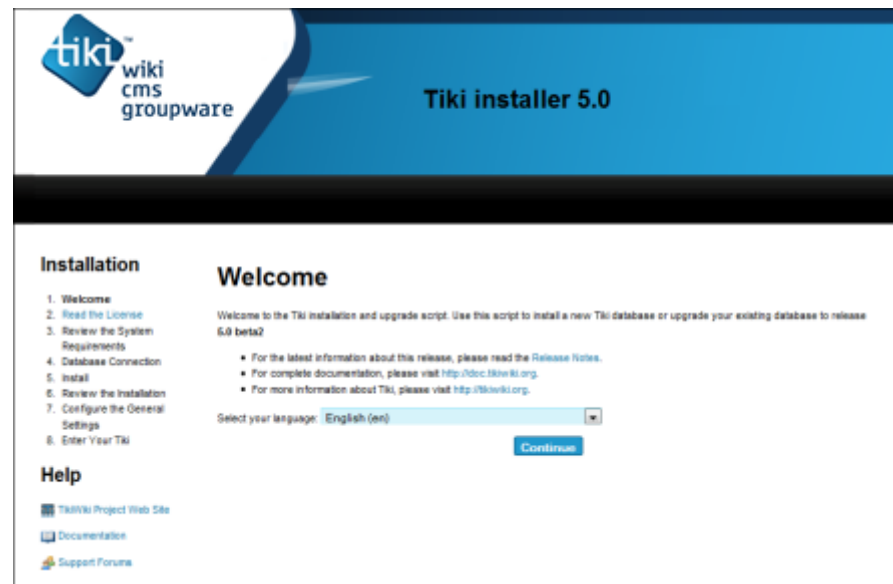 tiki™
wiki
cms
groupware
Tiki installer 5.0
Installation
1. Welcome
2. Read the License
3. Review the System
Requirements
4. Database Connection
5. Install
6. Review the Installation
7. Configure the General
Settings
8. Enter Your Tiki
Help
TikiWiki Project Web Site
Documentation
Support Forums
Welcome
Welcome to the Tiki installation and upgrade script. Use this script to install a new Tiki database or upgrade your existing database to release
5.0 beta2
• For the latest information about this release, please read the Release Notes.
• For complete documentation, please visit http://doc.tikiwiki.org.
• For more information about Tiki, please visit http://tikiwiki.org.
Select your language: English (en)
Continue